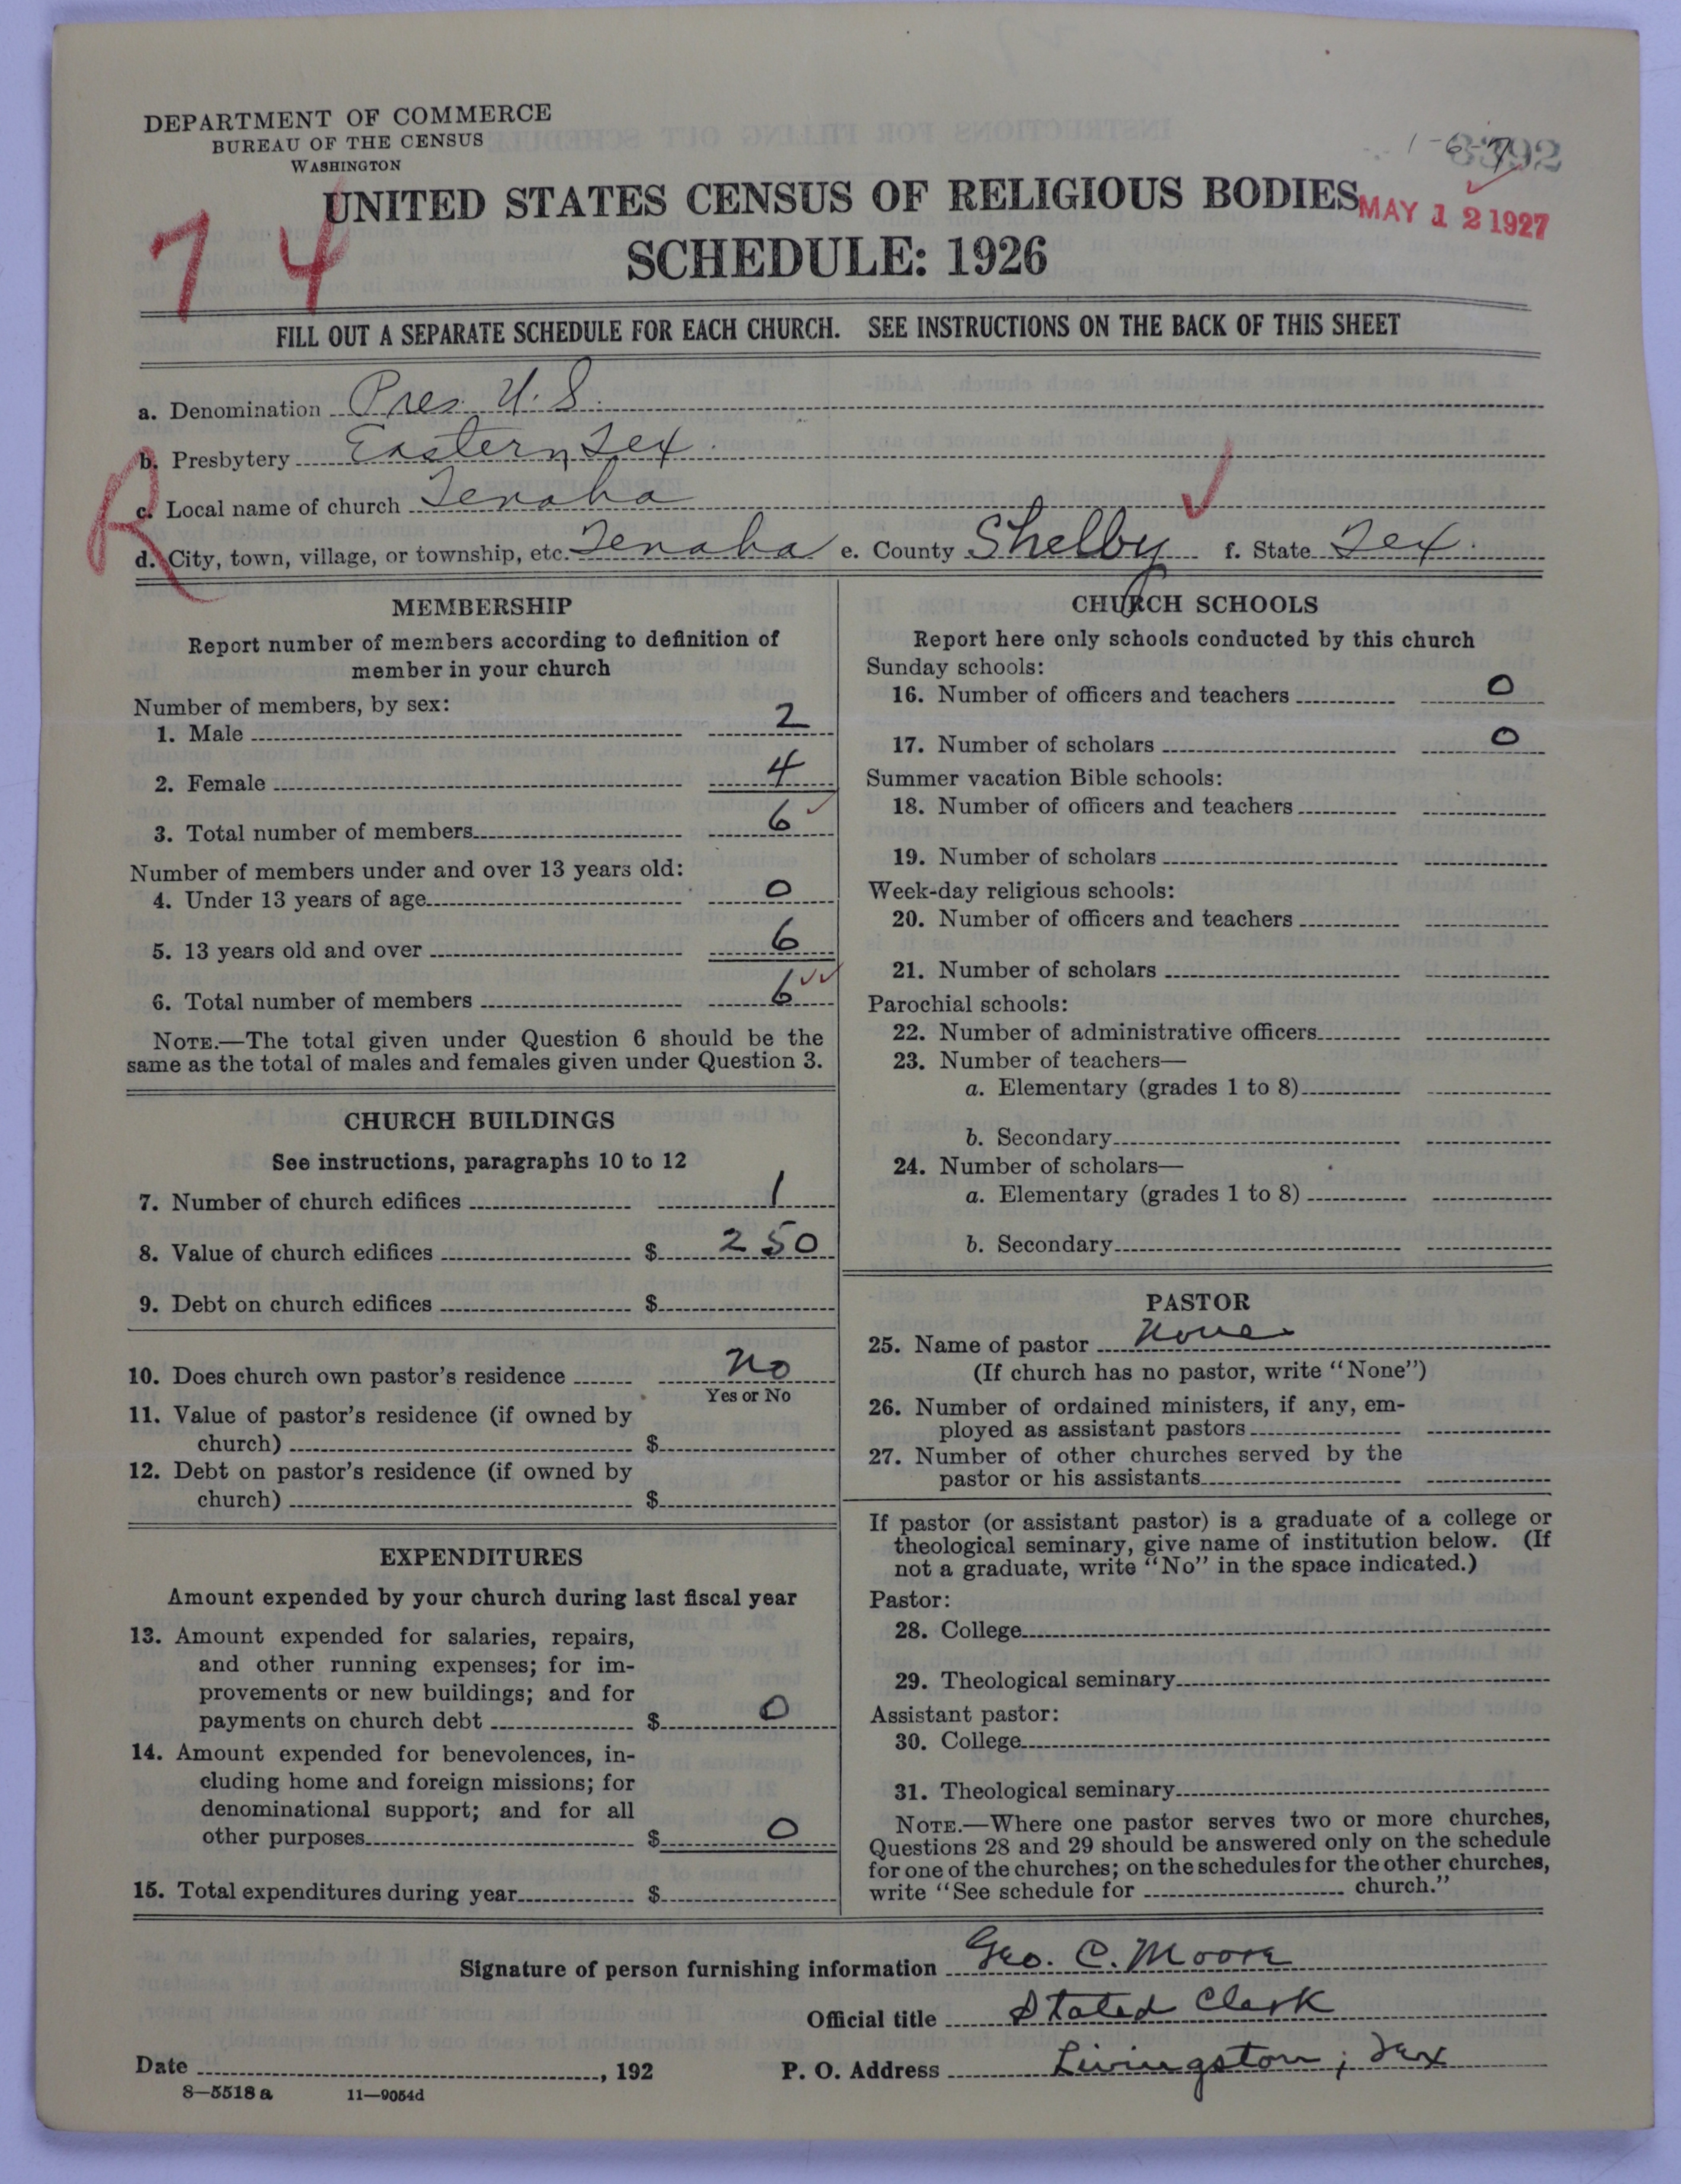 DEPARTMENT OF COMMERCE
BUREAU OF THE CENSUS
WASHINGTON
1-6-7
8392
UNITED STATES CENSUS OF RELIGIOUS BODIES
MAY 12 1927
SCHEDULE: 1926
74
FILL OUT A SEPARATE SCHEDULE FOR EACH CHURCH. SEE INSTRUCTIONS ON THE BACK OF THIS SHEET
a. Denomination Pres. U.S.
b. Presbytery Eastern Tex.
c. Local name of church Tenaha
R
d. City, town, village, or township, etc. Tenaha e. County Shelby f. State Tex.
MEMBERSHIP
Report number of members according to definition of
member in your church
Number of members, by sex:
1. Male 2
2. Female 4
3. Total number of members 6
Number of members under and over 13 years old:
4. Under 13 years of age 0
5. 13 years old and over 6
6. Total number of members 6
NOTE.—The total given under Question 6 should be the
same as the total of males and females given under Question 3.
CHURCH BUILDINGS
See instructions, paragraphs 10 to 12
7. Number of church edifices 1
8. Value of church edifices $ 250
9. Debt on church edifices $
10. Does church own pastor's residence No
Yes or No
11. Value of pastor's residence (if owned by
church) $
12. Debt on pastor's residence (if owned by
church) $
EXPENDITURES
Amount expended by your church during last fiscal year
13. Amount expended for salaries, repairs,
and other running expenses; for im-
provements or new buildings; and for
payments on church debt $ 0
14. Amount expended for benevolences, in-
cluding home and foreign missions; for
denominational support; and for all
other purposes $ 0
15. Total expenditures during year $
CHURCH SCHOOLS
Report here only schools conducted by this church
Sunday schools:
16. Number of officers and teachers 0
17. Number of scholars 0
Summer vacation Bible schools:
18. Number of officers and teachers
19. Number of scholars
Week-day religious schools:
20. Number of officers and teachers
21. Number of scholars
Parochial schools:
22. Number of administrative officers
23. Number of teachers—
a. Elementary (grades 1 to 8)
b. Secondary
24. Number of scholars—
a. Elementary (grades 1 to 8)
b. Secondary
PASTOR
25. Name of pastor None
(If church has no pastor, write "None")
26. Number of ordained ministers, if any, em-
ployed as assistant pastors
27. Number of other churches served by the
pastor or his assistants
If pastor (or assistant pastor) is a graduate of a college or
theological seminary, give name of institution below. (If
not a graduate, write "No" in the space indicated.)
Pastor:
28. College
29. Theological seminary
Assistant pastor:
30. College
31. Theological seminary
NOTE.—Where one pastor serves two or more churches,
Questions 28 and 29 should be answered only on the schedule
for one of the churches; on the schedules for the other churches,
write "See schedule for church."
Signature of person furnishing information Geo. C. Moore
Official title Stated Clerk
Date , 192 P. O. Address Livingston, Tex
8—5518 a 11—9054d